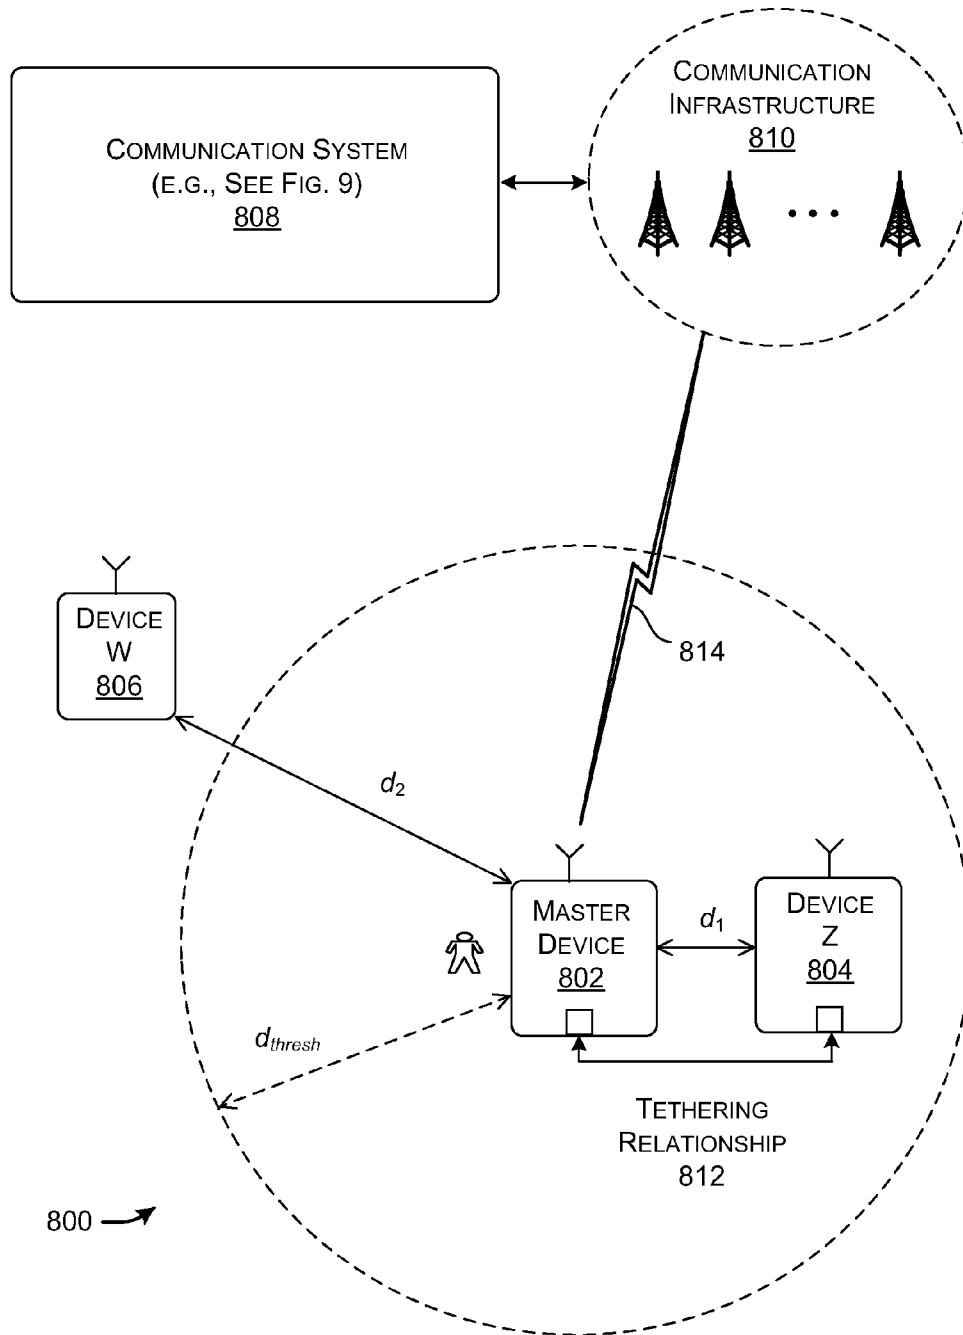 COMMUNICATION SYSTEM
(E.G., SEE FIG. 9)
808
COMMUNICATION
INFRASTRUCTURE
810
• • •
814
DEVICE
W
806
d2
MASTER
DEVICE
802
d1
DEVICE
Z
804
dthresh
TETHERING
RELATIONSHIP
812
800